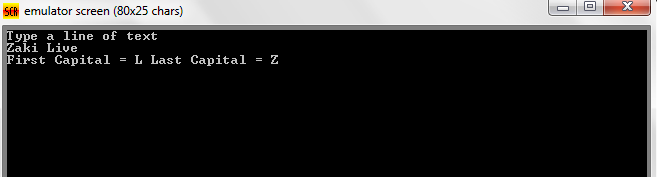 emulator screen (80x25 chars)
Type a line of text
Zaki Live
First Capital = L Last Capital = Z